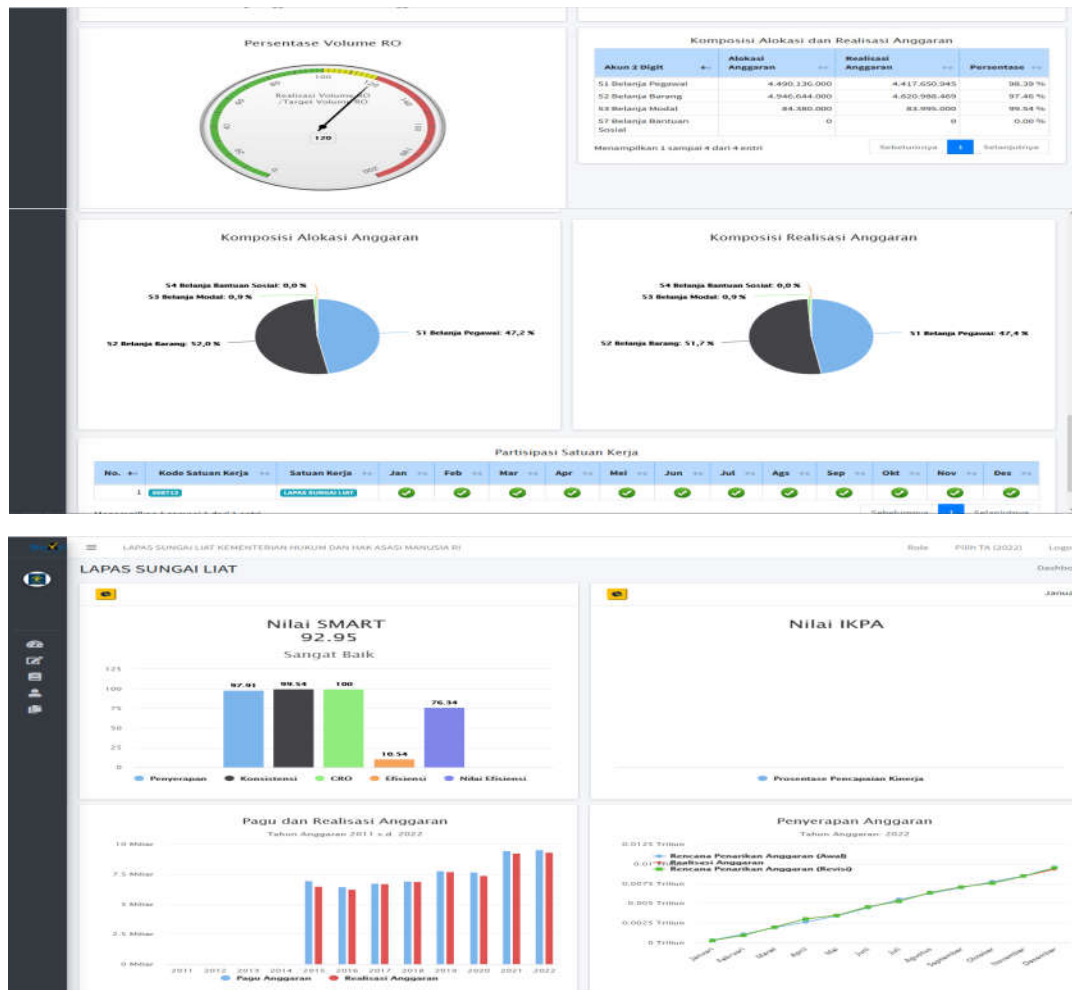 Persentase Volume RO
100
Realisasi Volume RO
/Target Volume RO
120
200
0
Komposisi Alokasi dan Realisasi Anggaran
Akun 2 Digit Alokasi Anggaran Realisasi Anggaran Persentase
51 Belanja Pegawai 4.490.136.000 4.417.650.945 98.39 %
52 Belanja Barang 97.46 %
53 Belanja Modal 84.380.000 83.995.000 99.54 %
57 Belanja Bantuan Sosial 0 0 0.00 %
Menampilkan 1 sampai 4 dari 4 entri
Sebelumnya 1 Selanjutnya
Komposisi Alokasi Anggaran
54 Belanja Bantuan Sosial: 0,0 %
53 Belanja Modal: 0,9 %
51 Belanja Pegawai: 47,2 %
52 Belanja Barang: 52,0 %
Komposisi Realisasi Anggaran
54 Belanja Bantuan Sosial: 0,0 %
53 Belanja Modal: 0,9 %
51 Belanja Pegawai: 47,4 %
52 Belanja Barang: 51,7 %
Partisipasi Satuan Kerja
No. Kode Satuan Kerja Satuan Kerja Jan Feb Mar Apr Mei Jun Jul Ags Sep Okt Nov Des
1 LAPAS SUNGAI LIAT
Sebelumnya 1 Selanjutnya
LAPAS SUNGAI LIAT KEMENTERIAN HUKUM DAN HAK ASASI MANUSIA RI
Role Pilih TA (2022) Logo
LAPAS SUNGAI LIAT
Dashbo
Januar
Nilai SMART
92.95
Sangat Baik
125
100
75
50
25
0
97.91 99.54 100 10.54 76.34
Penyerapan Konsistensi CRO Efisiensi Nilai Efisiensi
Nilai IKPA
Prosentase Pencapaian Kinerja
Pagu dan Realisasi Anggaran
Tahun Anggaran 2011 s.d. 2022
10 Miliar
7.5 Miliar
5 Miliar
2.5 Miliar
0 Miliar
2011 2012 2013 2014 2015 2016 2017 2018 2019 2020 2021 2022
Pagu Anggaran Realisasi Anggaran
Penyerapan Anggaran
Tahun Anggaran: 2022
0.0125 Triliun
Rencana Penarikan Anggaran (Awal)
Realisasi Anggaran
Rencana Penarikan Anggaran (Revisi)
0.0075 Triliun
0.005 Triliun
0.0025 Triliun
0 Triliun
Januari Februari Maret April Mei Juni Juli Agustus September Oktober November Desember